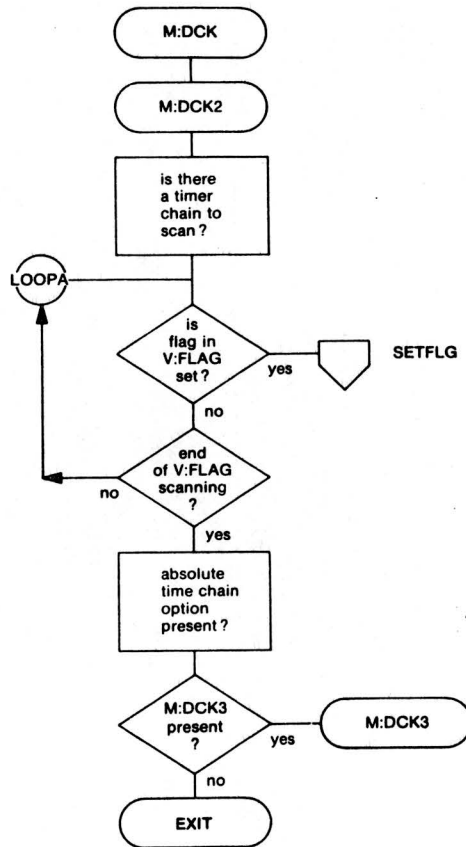 M:DCK
M:DCK2
is there
a timer
chain to
scan?
LOOPA
is
flag in
V:FLAG
set?
yes
SETFLG
no
end
of V:FLAG
scanning
?
no
yes
absolute
time chain
option
present?
M:DCK3
present
?
yes
M:DCK3
no
EXIT